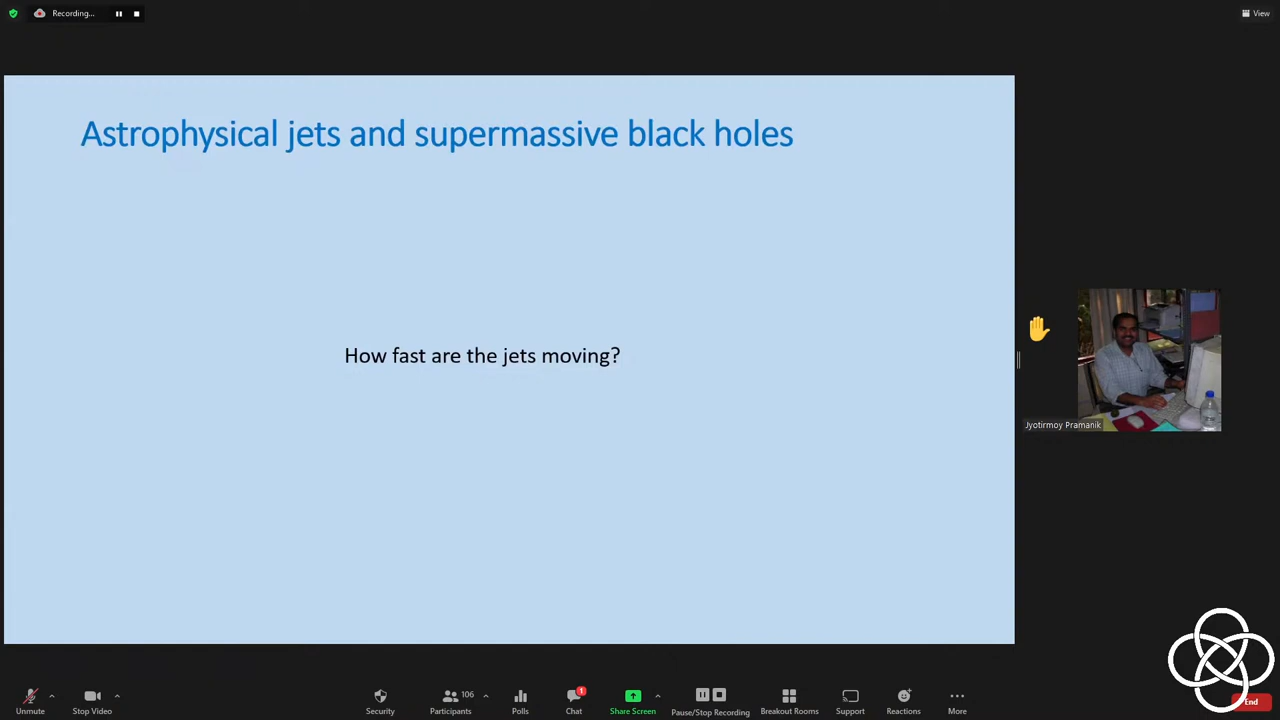 Recording...
View
Astrophysical jets and supermassive black holes
How fast are the jets moving?
Jyotirmoy Pramanik
Unmute
Stop Video
Security
106
Participants
Polls
1
Chat
Share Screen
Pause/Stop Recording
Breakout Rooms
Support
Reactions
More
End